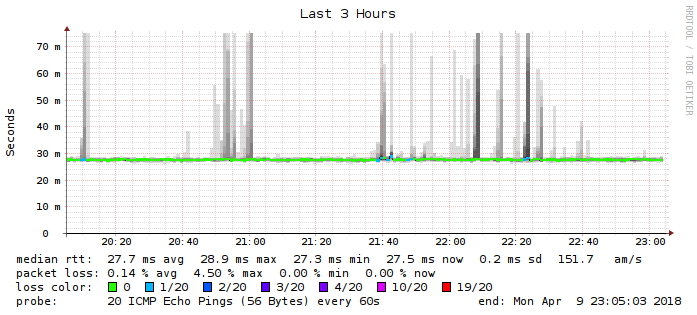 Last 3 Hours
RRDTOOL / TOBI OETIKER
Seconds
70 m
60 m
50 m
40 m
30 m
20 m
10 m
0
20:20 20:40 21:00 21:20 21:40 22:00 22:20 22:40 23:00
median rtt: 27.7 ms avg 28.9 ms max 27.3 ms min 27.5 ms now 0.2 ms sd 151.7 am/s
packet loss: 0.14 % avg 4.50 % max 0.00 % min 0.00 % now
loss color: 0 1/20 2/20 3/20 4/20 10/20 19/20
probe: 20 ICMP Echo Pings (56 Bytes) every 60s end: Mon Apr 9 23:05:03 2018